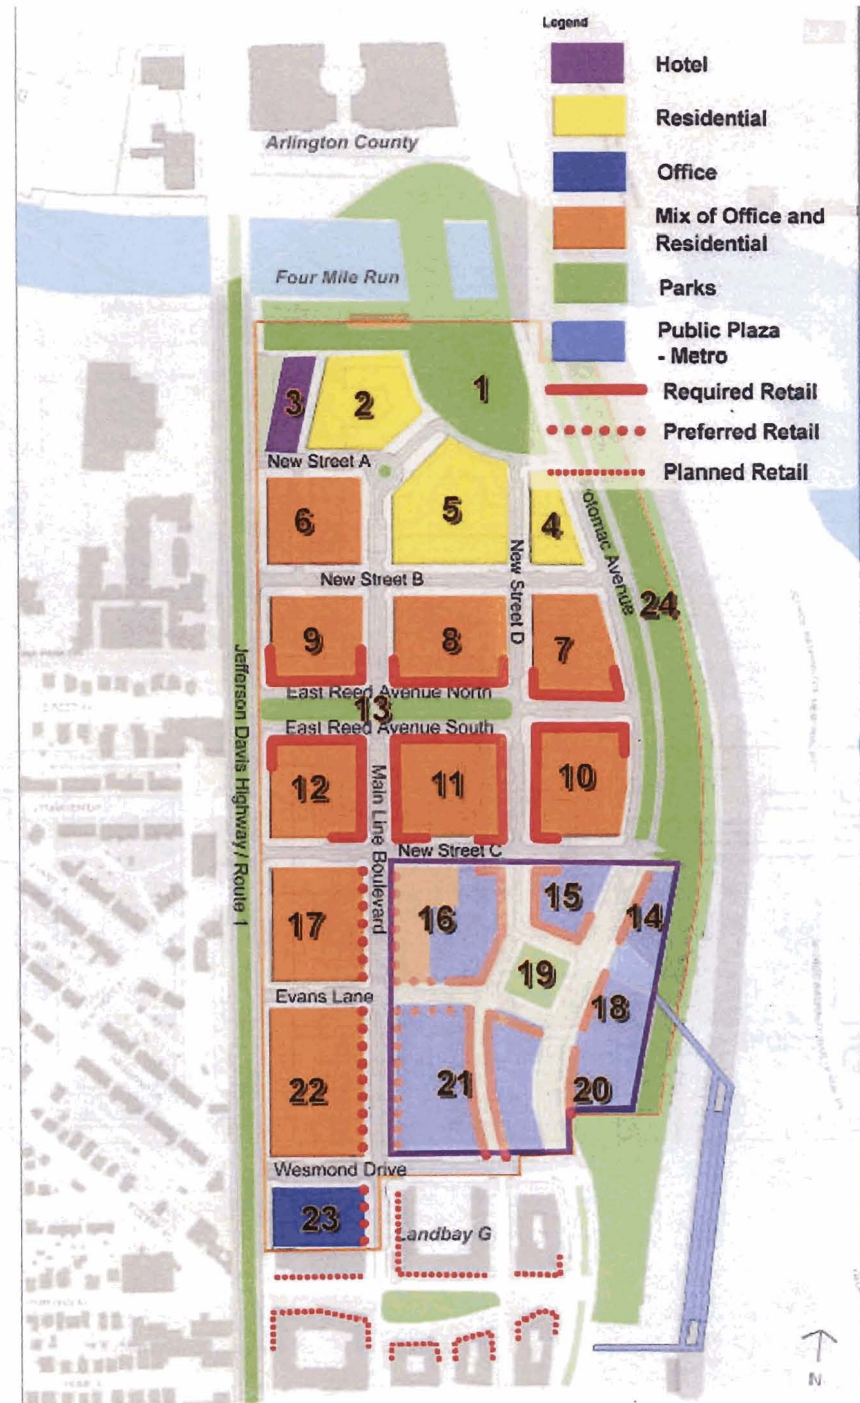 Legend
Hotel
Residential
Office
Mix of Office and
Residential
Parks
Public Plaza
- Metro
Required Retail
Preferred Retail
Planned Retail
Arlington County
Four Mile Run
1
2
3
New Street A
4
5
6
New Street B
New Street D
Potomac Avenue
24
7
8
9
East Reed Avenue North
13
East Reed Avenue South
Jefferson Davis Highway / Route 1
10
11
12
Main Line Boulevard
New Street C
14
15
16
17
19
Evans Lane
18
20
21
22
Wesmond Drive
23
Landbay G
N